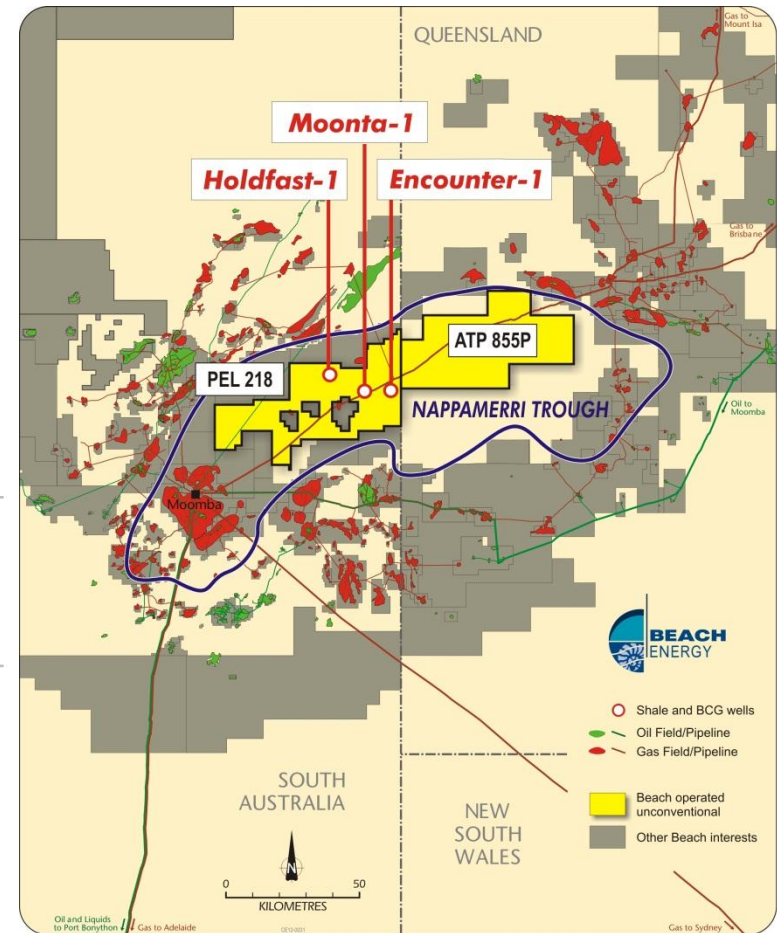 Gas to
Mount Isa
QUEENSLAND
Moonta-1
Holdfast-1
Encounter-1
Gas to
Brisbane
ATP 855P
PEL 218
NAPPAMERRI TROUGH
Oil to
Moomba
Moomba
BEACH
ENERGY
Shale and BCG wells
Oil Field/Pipeline
Gas Field/Pipeline
Beach operated
unconventional
Other Beach interests
SOUTH
AUSTRALIA
NEW
SOUTH
WALES
N
0
50
KILOMETRES
Oil and Liquids
to Port Bonython
Gas to Adelaide
Gas to Sydney